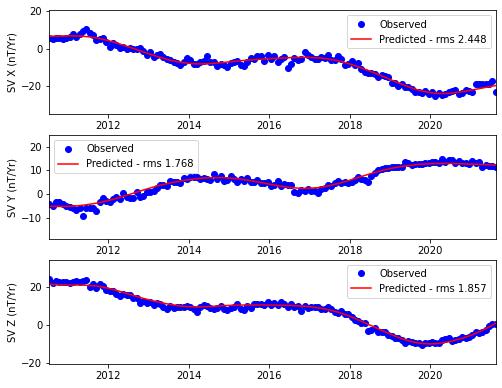 20
0
−20
SV X (nT/Yr)
Observed
Predicted - rms 2.448
2012 2014 2016 2018 2020
20
10
0
−10
SV Y (nT/Yr)
Observed
Predicted - rms 1.768
2012 2014 2016 2018 2020
20
0
−20
SV Z (nT/Yr)
Observed
Predicted - rms 1.857
2012 2014 2016 2018 2020